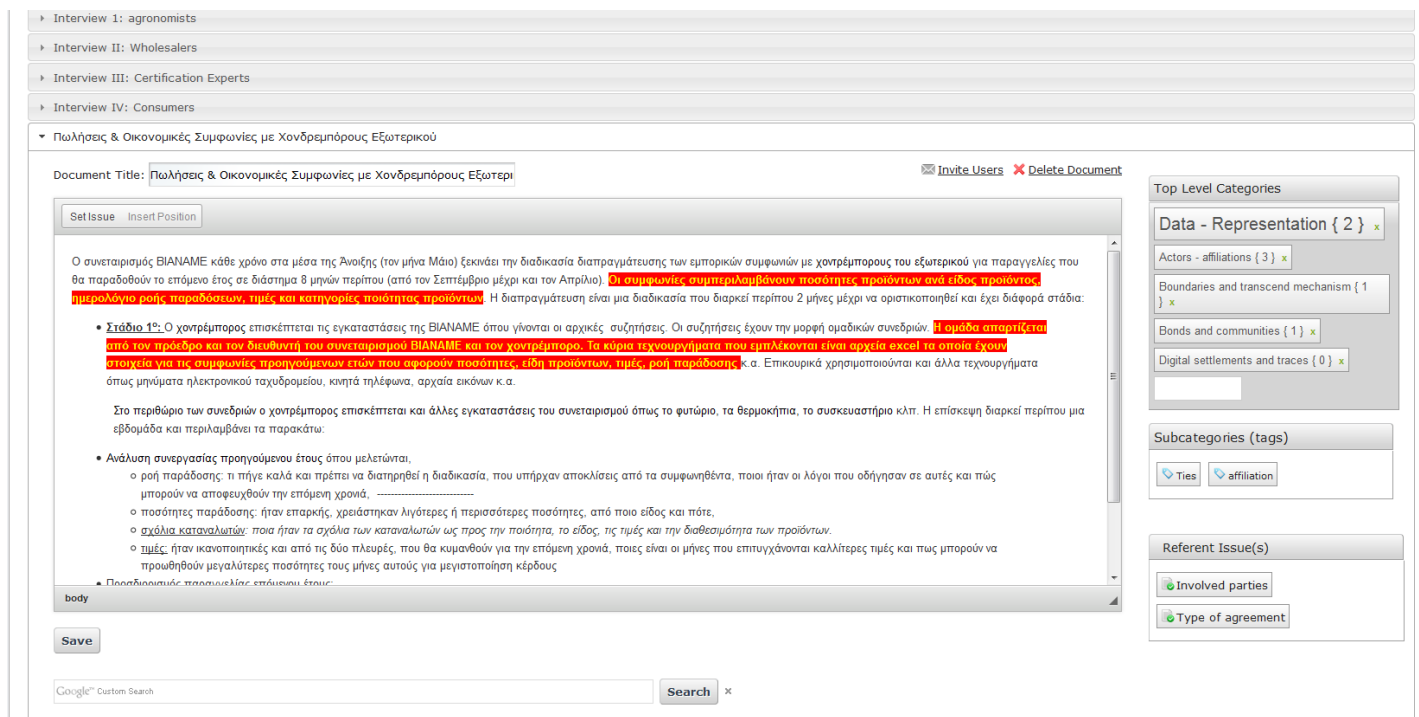 Interview 1: agronomists
Interview II: Wholesalers
Interview III: Certification Experts
Interview IV: Consumers
Πωλήσεις & Οικονομικές Συμφωνίες με Χονδρεμπόρους Εξωτερικού
Document Title: Πωλήσεις & Οικονομικές Συμφωνίες με Χονδρεμπόρους Εξωτερι
Invite Users Delete Document
Set Issue Insert Position
Ο συνεταιρισμός ΒΙΑΝΑΜΕ κάθε χρόνο στα μέσα της Άνοιξης (τον μήνα Μάιο) ξεκινάει την διαδικασία διαπραγμάτευσης των εμπορικών συμφωνιών με χοντρέμπορους του εξωτερικού για παραγγελίες που
θα παραδοθούν το επόμενο έτος σε διάστημα 8 μηνών περίπου (από τον Σεπτέμβριο μέχρι και τον Απρίλιο). Οι συμφωνίες συμπεριλαμβάνουν ποσότητες προϊόντων ανά είδος προϊόντος,
ημερολόγιο ροής παραδόσεων, τιμές και κατηγορίες ποιότητας προϊόντων. Η διαπραγμάτευση είναι μια διαδικασία που διαρκεί περίπου 2 μήνες μέχρι να οριστικοποιηθεί και έχει διάφορά στάδια:
• Στάδιο 1º: Ο χοντρέμπορος επισκέπτεται τις εγκαταστάσεις της ΒΙΑΝΑΜΕ όπου γίνονται οι αρχικές συζητήσεις. Οι συζητήσεις έχουν την μορφή ομαδικών συνεδριών. Η ομάδα απαρτίζεται
από τον πρόεδρο και τον διευθυντή του συνεταιρισμού ΒΙΑΝΑΜΕ και τον χοντρέμπορο. Τα κύρια τεχνουργήματα που εμπλέκονται είναι αρχεία excel τα οποία έχουν
στοιχεία για τις συμφωνίες προηγούμενων ετών που αφορούν ποσότητες, είδη προϊόντων, τιμές, ροή παράδοσης κ.α. Επικουρικά χρησιμοποιούνται και άλλα τεχνουργήματα
όπως μηνύματα ηλεκτρονικού ταχυδρομείου, κινητά τηλέφωνα, αρχαία εικόνων κ.α.
Στο περιθώριο των συνεδριών ο χοντρέμπορος επισκέπτεται και άλλες εγκαταστάσεις του συνεταιρισμού όπως το φυτώριο, τα θερμοκήπια, το συσκευαστήριο κλπ. Η επίσκεψη διαρκεί περίπου μια
εβδομάδα και περιλαμβάνει τα παρακάτω:
• Ανάλυση συνεργασίας προηγούμενου έτους όπου μελετώνται,
○ ροή παράδοσης: τι πήγε καλά και πρέπει να διατηρηθεί η διαδικασία, που υπήρχαν αποκλίσεις από τα συμφωνηθέντα, ποιοι ήταν οι λόγοι που οδήγησαν σε αυτές και πώς
μπορούν να αποφευχθούν την επόμενη χρονιά, ----------------------------
○ ποσότητες παράδοσης: ήταν επαρκής, χρειάστηκαν λιγότερες ή περισσότερες ποσότητες, από ποιο είδος και πότε,
○ σχόλια καταναλωτών: ποια ήταν τα σχόλια των καταναλωτών ως προς την ποιότητα, το είδος, τις τιμές και την διαθεσιμότητα των προϊόντων.
○ τιμές: ήταν ικανοποιητικές και από τις δύο πλευρές, που θα κυμανθούν για την επόμενη χρονιά, ποιες είναι οι μήνες που επιτυγχάνονται καλλίτερες τιμές και πως μπορούν να
προωθηθούν μεγαλύτερες ποσότητες τους μήνες αυτούς για μεγιστοποίηση κέρδους
• Προσδιορισμός παραγγελίας επόμενου έτους:
body
Save
Google™ Custom Search Search ×
Top Level Categories
Data - Representation { 2 } x
Actors - affiliations { 3 } x
Boundaries and transcend mechanism { 1
} x
Bonds and communities { 1 } x
Digital settlements and traces { 0 } x
Subcategories (tags)
Ties affiliation
Referent Issue(s)
Involved parties
Type of agreement